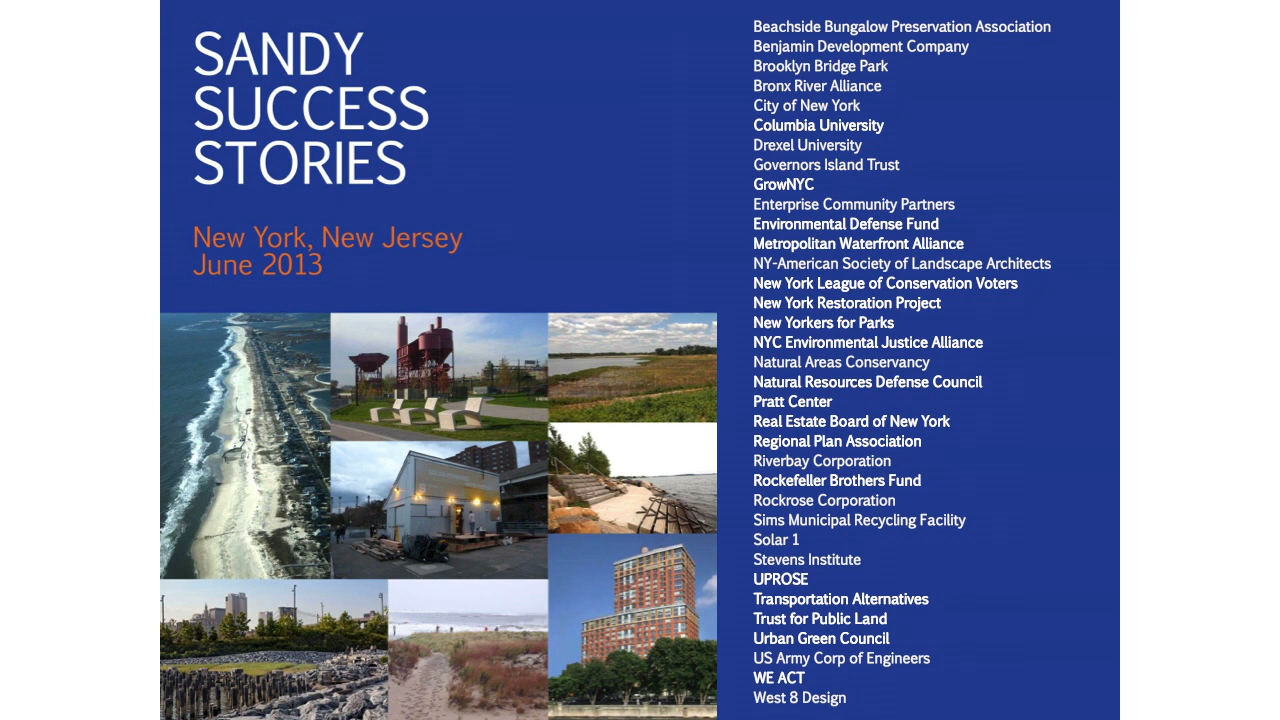 SANDY
SUCCESS
STORIES
New York, New Jersey
June 2013
Beachside Bungalow Preservation Association
Benjamin Development Company
Brooklyn Bridge Park
Bronx River Alliance
City of New York
Columbia University
Drexel University
Governors Island Trust
GrowNYC
Enterprise Community Partners
Environmental Defense Fund
Metropolitan Waterfront Alliance
NY-American Society of Landscape Architects
New York League of Conservation Voters
New York Restoration Project
New Yorkers for Parks
NYC Environmental Justice Alliance
Natural Areas Conservancy
Natural Resources Defense Council
Pratt Center
Real Estate Board of New York
Regional Plan Association
Riverbay Corporation
Rockefeller Brothers Fund
Rockrose Corporation
Sims Municipal Recycling Facility
Solar 1
Stevens Institute
UPROSE
Transportation Alternatives
Trust for Public Land
Urban Green Council
US Army Corp of Engineers
WE ACT
West 8 Design